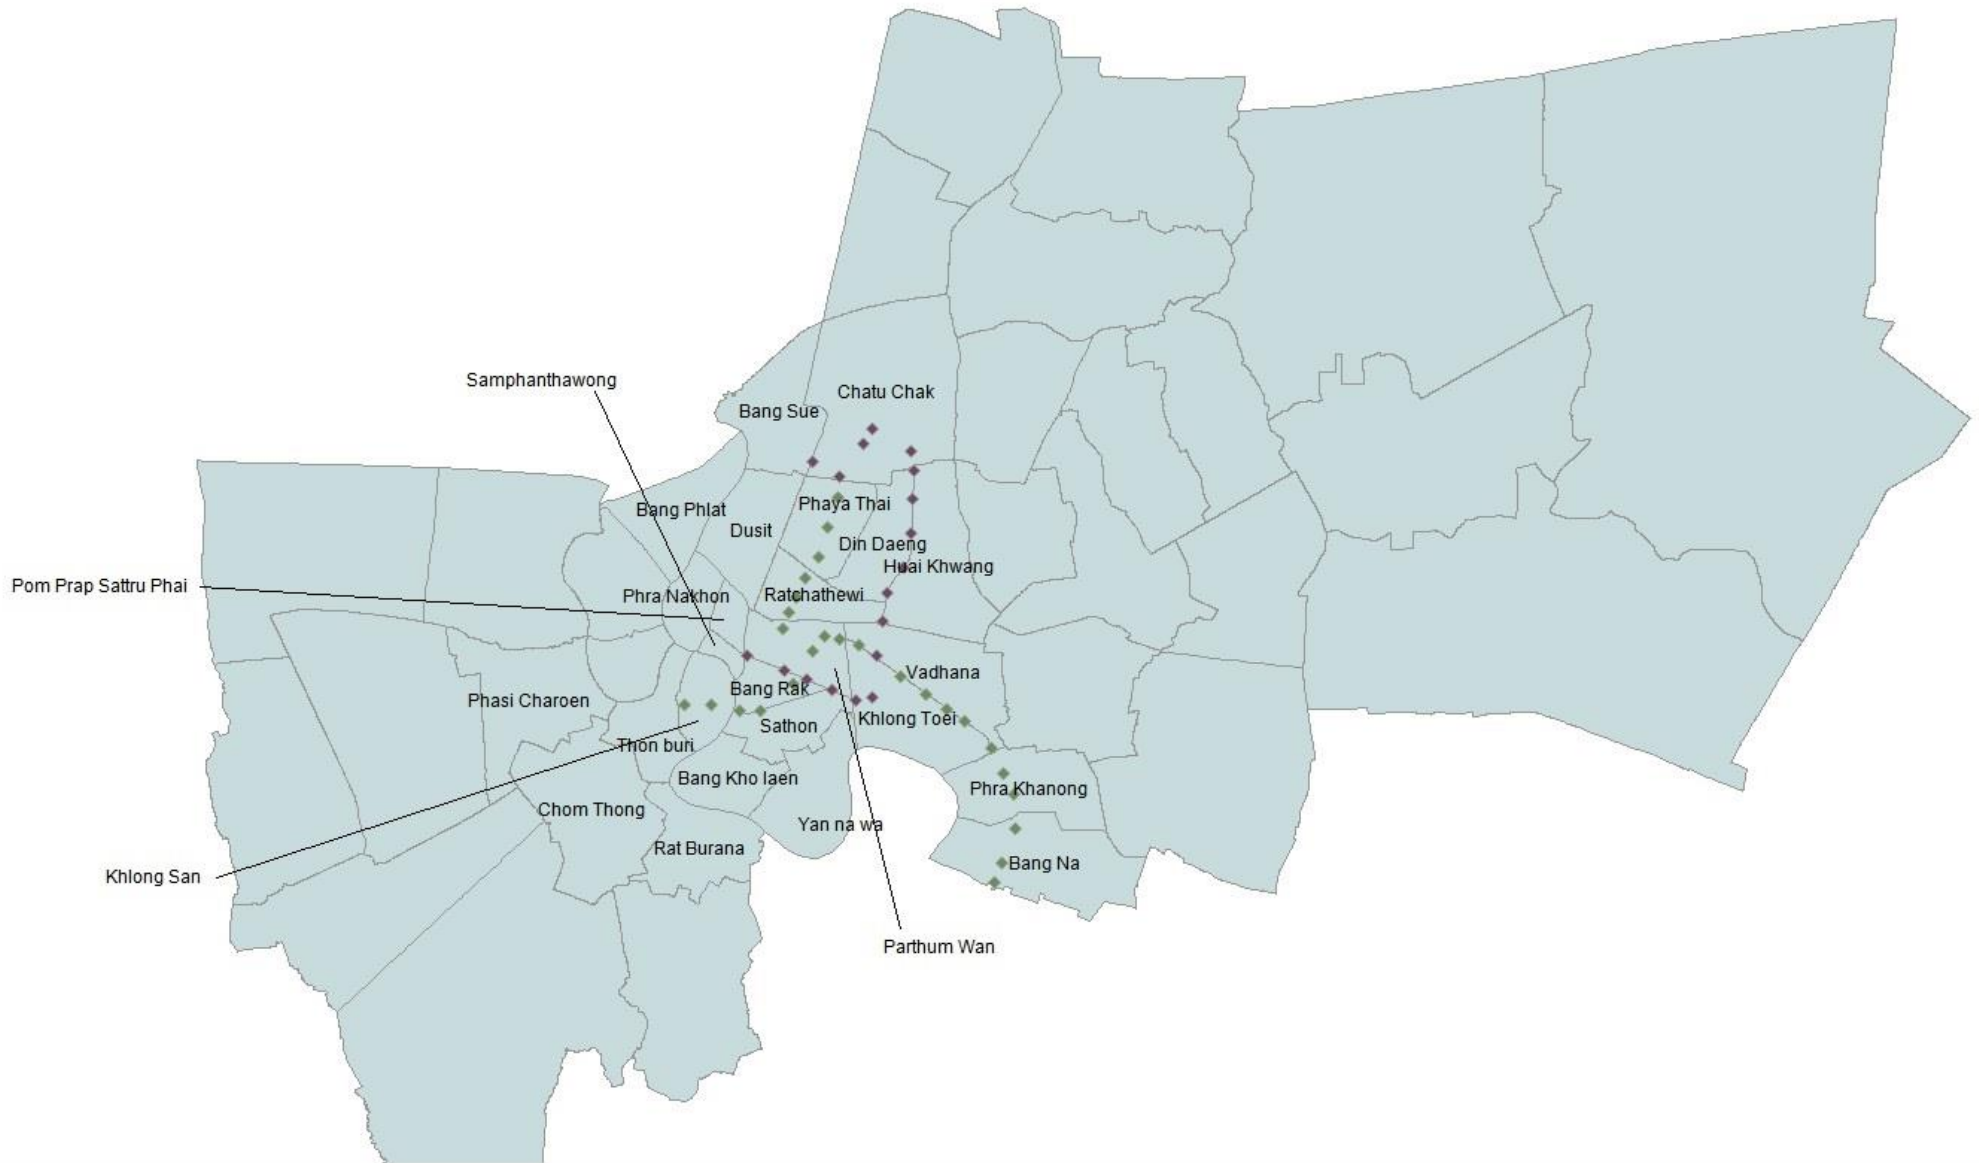 Samphanthawong
Chatu Chak
Bang Sue
Bang Phlat
Phaya Thai
Dusit
Din Daeng
Huai Khwang
Pom Prap Sattru Phai
Phra Nakhon
Ratchathewi
Vadhana
Bang Rak
Phasi Charoen
Khlong Toei
Sathon
Thon buri
Bang Kho laen
Phra Khanong
Chom Thong
Yan na wa
Rat Burana
Bang Na
Khlong San
Parthum Wan